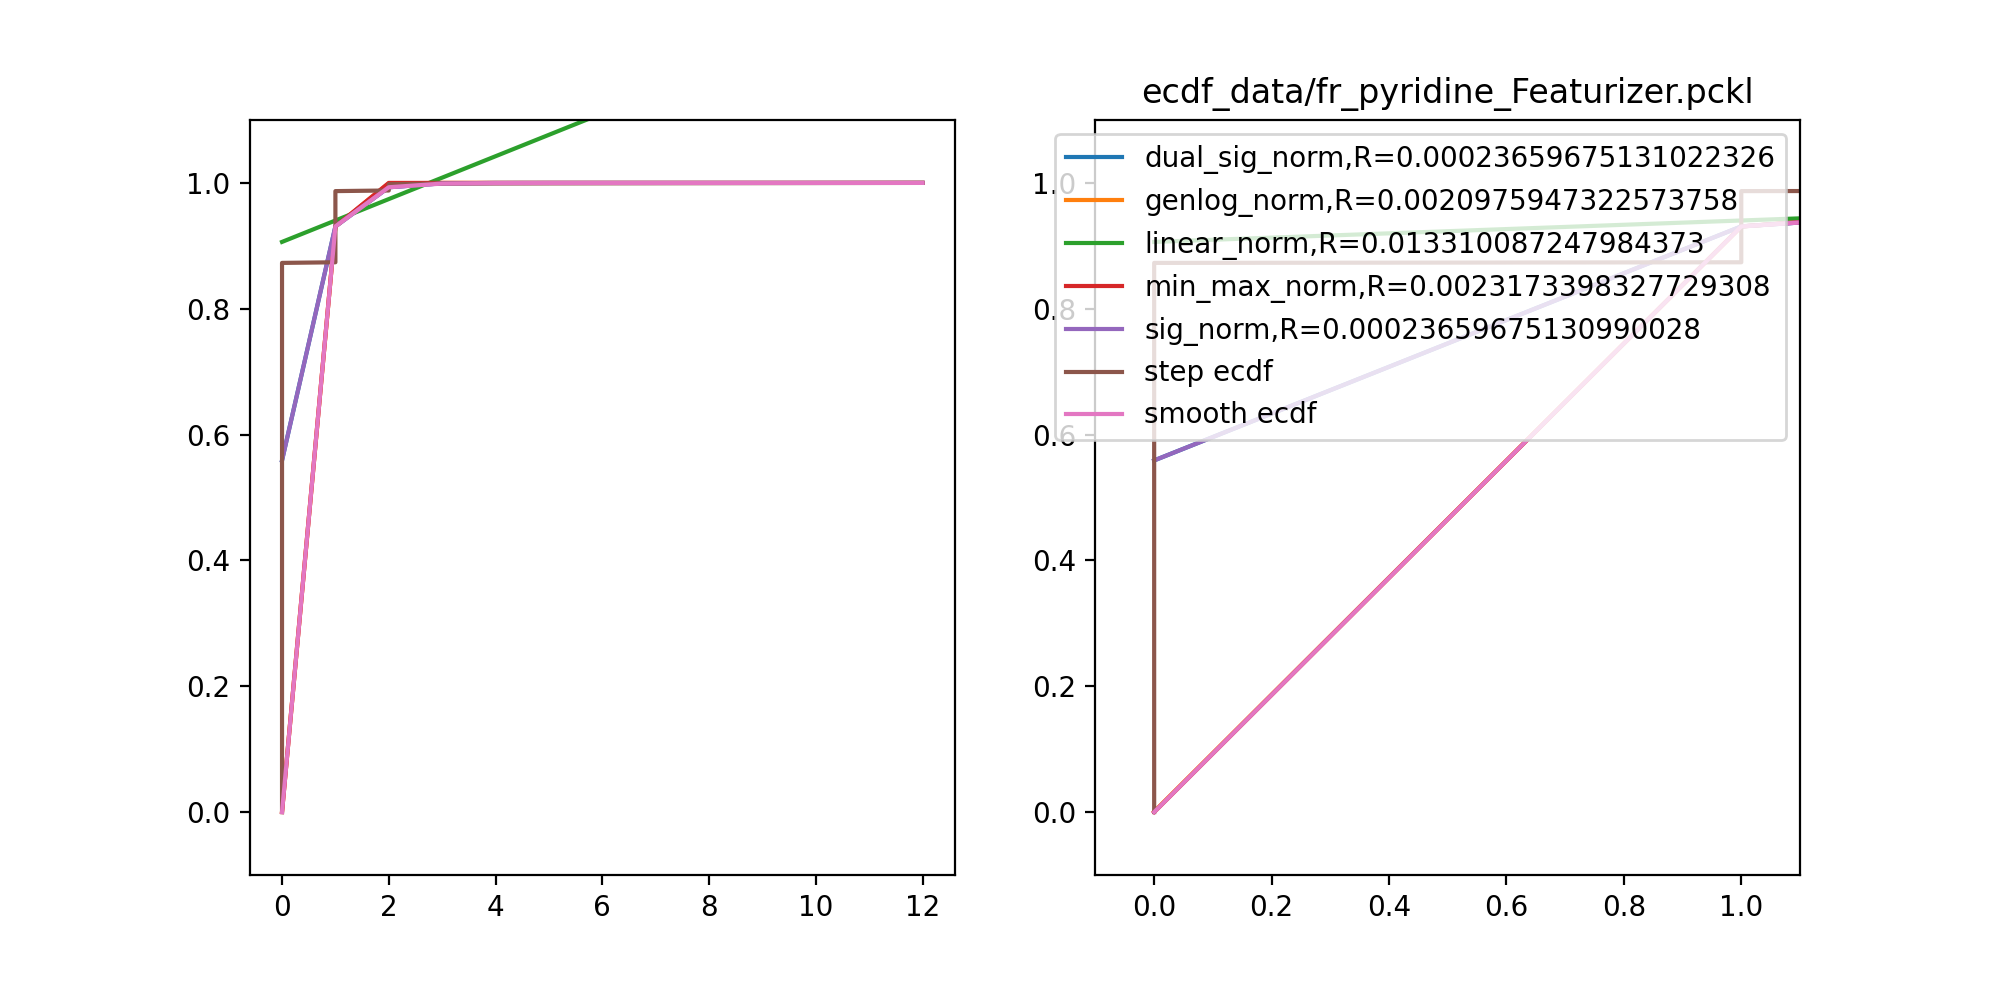 ecdf_data/fr_pyridine_Featurizer.pckl
1.0
0.8
0.6
0.4
0.2
0.0
0 2 4 6 8 10 12
1.0
0.8
0.6
0.4
0.2
0.0
0.0 0.2 0.4 0.6 0.8 1.0
dual_sig_norm,R=0.00023659675131022326
genlog_norm,R=0.0020975947322573758
linear_norm,R=0.013310087247984373
min_max_norm,R=0.0023173398327729308
sig_norm,R=0.00023659675130990028
step ecdf
smooth ecdf